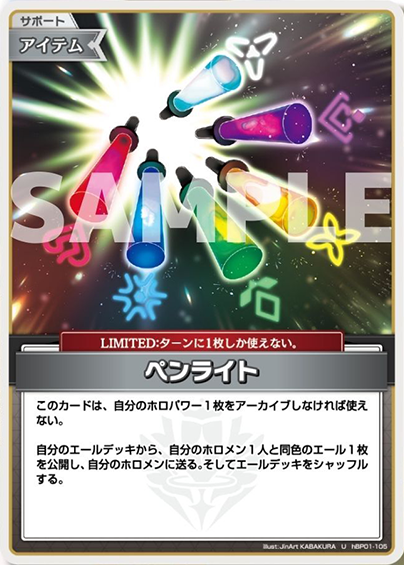 サポート
アイテム
SAMPLE
LIMITED:ターンに1枚しか使えない。
ペンライト
このカードは、自分のホロパワー1枚をアーカイブしなければ使え
ない。
自分のエールデッキから、自分のホロメン1人と同色のエール1枚
を公開し、自分のホロメンに送る。そしてエールデッキをシャッフル
する。
Illust:JinArt KABAKURA U hBP01-105